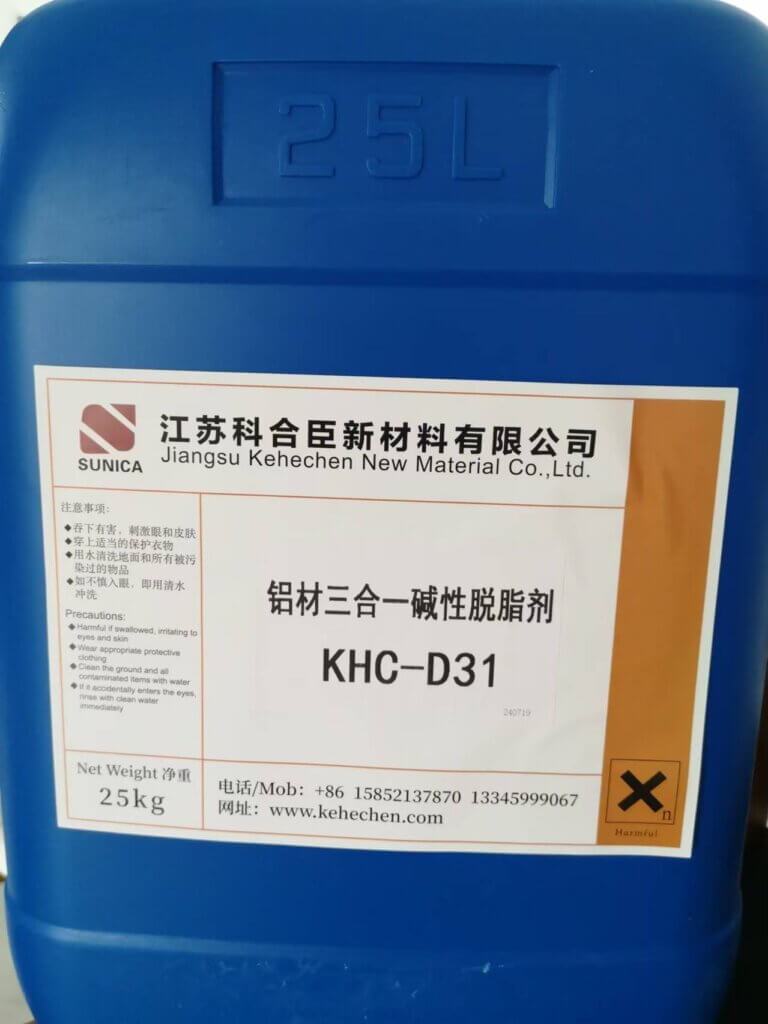 25L
SUNICA
江苏科合臣新材料有限公司
Jiangsu Kehechen New Material Co.,Ltd.
注意事项:
◆吞下有害，刺激眼和皮肤
◆穿上适当的保护衣物
◆用水清洗地面和所有被污
染过的物品
◆如不慎入眼，即用清水
冲洗
Precautions:
◆Harmful if swallowed, irritating to
eyes and skin
◆Wear appropriate protective
clothing
◆Clean the ground and all
contaminated items with water
◆If it accidentally enters the eyes,
rinse with clean water
immediately
铝材三合一碱性脱脂剂
KHC-D31
240719
Net Weight 净重
25kg
电话/Mob: +86 15852137870 13345999067
网址: www.kehechen.com
n
Harmful